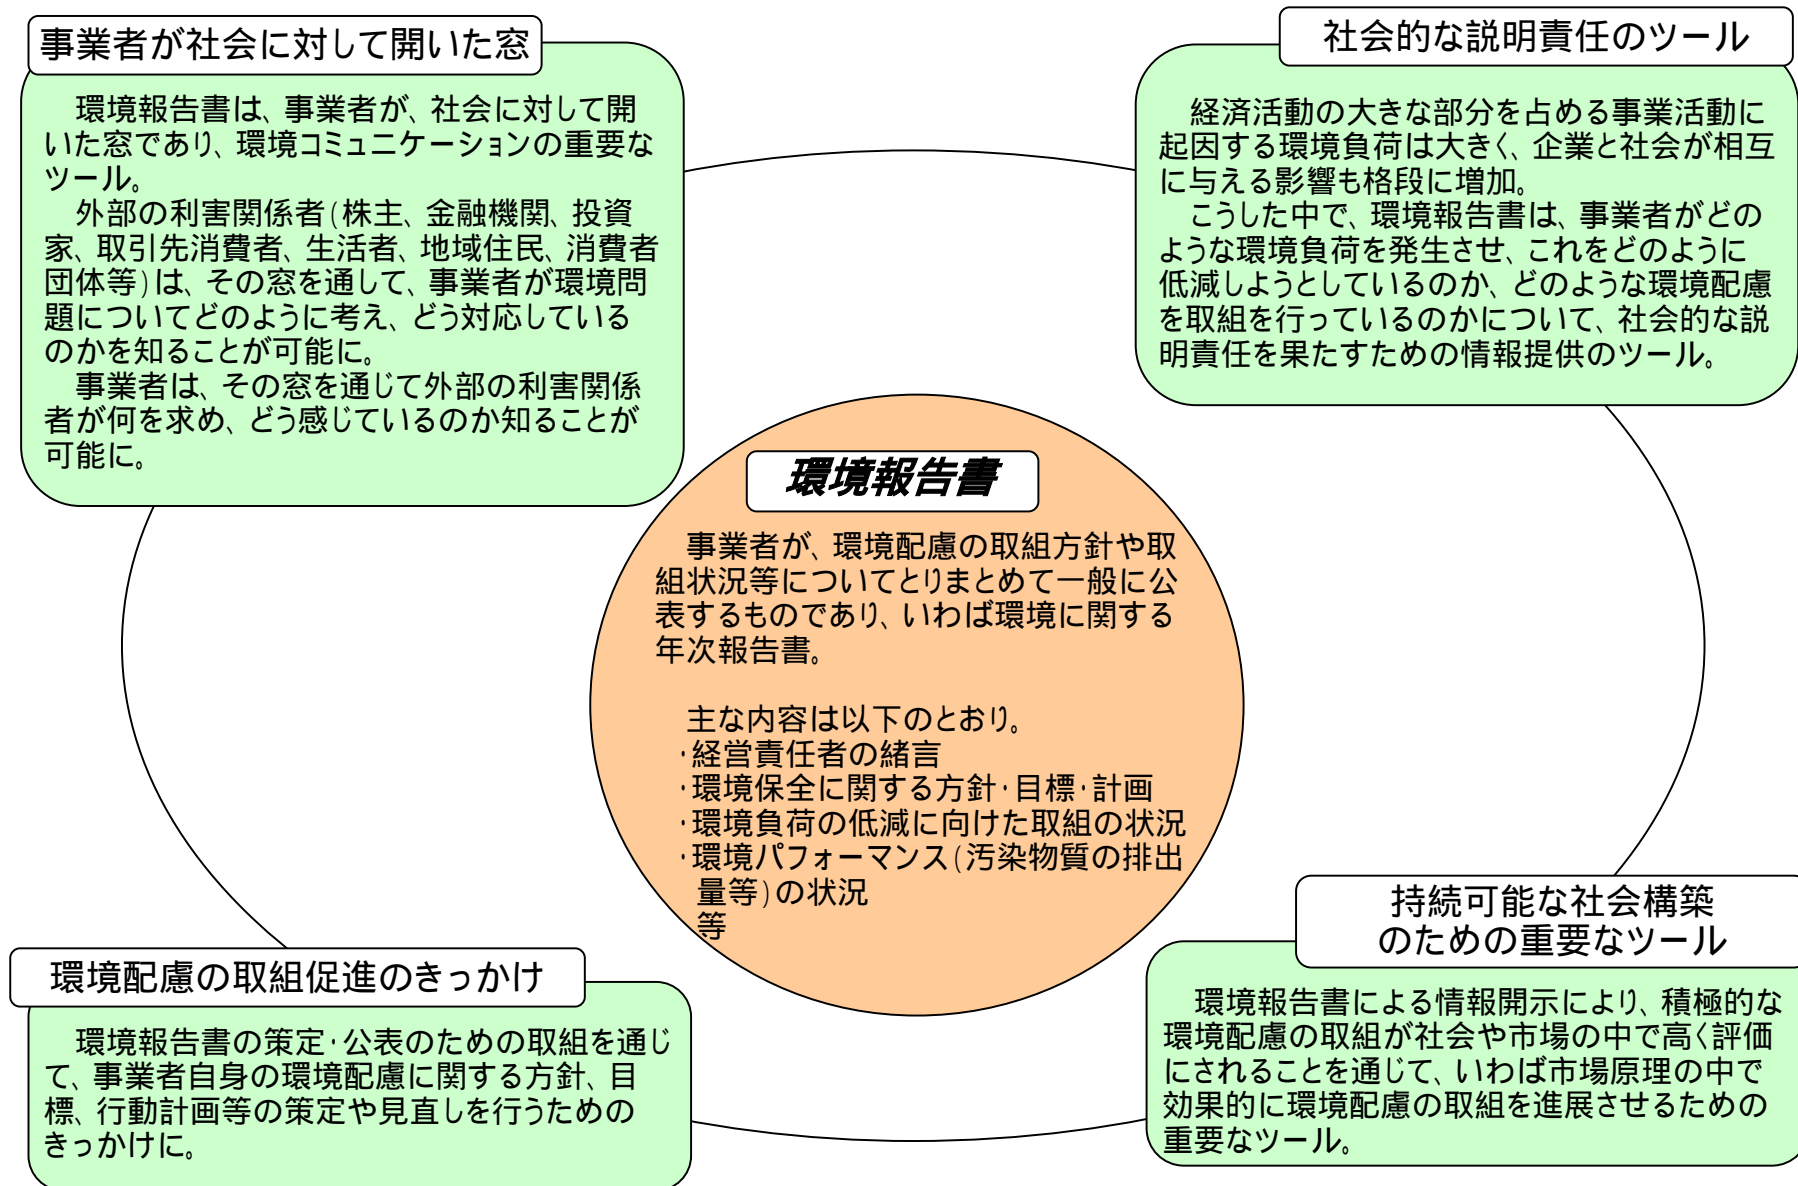 事業者が社会に対して開いた窓
環境報告書は、事業者が、社会に対して開
いた窓であり、環境コミュニケーションの重要な
ツール。
外部の利害関係者(株主、金融機関、投資
家、取引先消費者、生活者、地域住民、消費者
団体等)は、その窓を通して、事業者が環境問
題についてどのように考え、どう対応している
のかを知ることが可能に。
事業者は、その窓を通じて外部の利害関係
者が何を求め、どう感じているのか知ることが
可能に。
社会的な説明責任のツール
経済活動の大きな部分を占める事業活動に
起因する環境負荷は大きく、企業と社会が相互
に与える影響も格段に増加。
こうした中で、環境報告書は、事業者がどの
ような環境負荷を発生させ、これをどのように
低減しようとしているのか、どのような環境配慮
を取組を行っているのかについて、社会的な説
明責任を果たすための情報提供のツール。
環境報告書
事業者が、環境配慮の取組方針や取
組状況等についてとりまとめて一般に公
表するものであり、いわば環境に関する
年次報告書。
主な内容は以下のとおり。
・経営責任者の緒言
・環境保全に関する方針・目標・計画
・環境負荷の低減に向けた取組の状況
・環境パフォーマンス(汚染物質の排出
量等)の状況
等
環境配慮の取組促進のきっかけ
環境報告書の策定・公表のための取組を通じ
て、事業者自身の環境配慮に関する方針、目
標、行動計画等の策定や見直しを行うための
きっかけに。
持続可能な社会構築
のための重要なツール
環境報告書による情報開示により、積極的な
環境配慮の取組が社会や市場の中で高く評価
にされることを通じて、いわば市場原理の中で
効果的に環境配慮の取組を進展させるための
重要なツール。